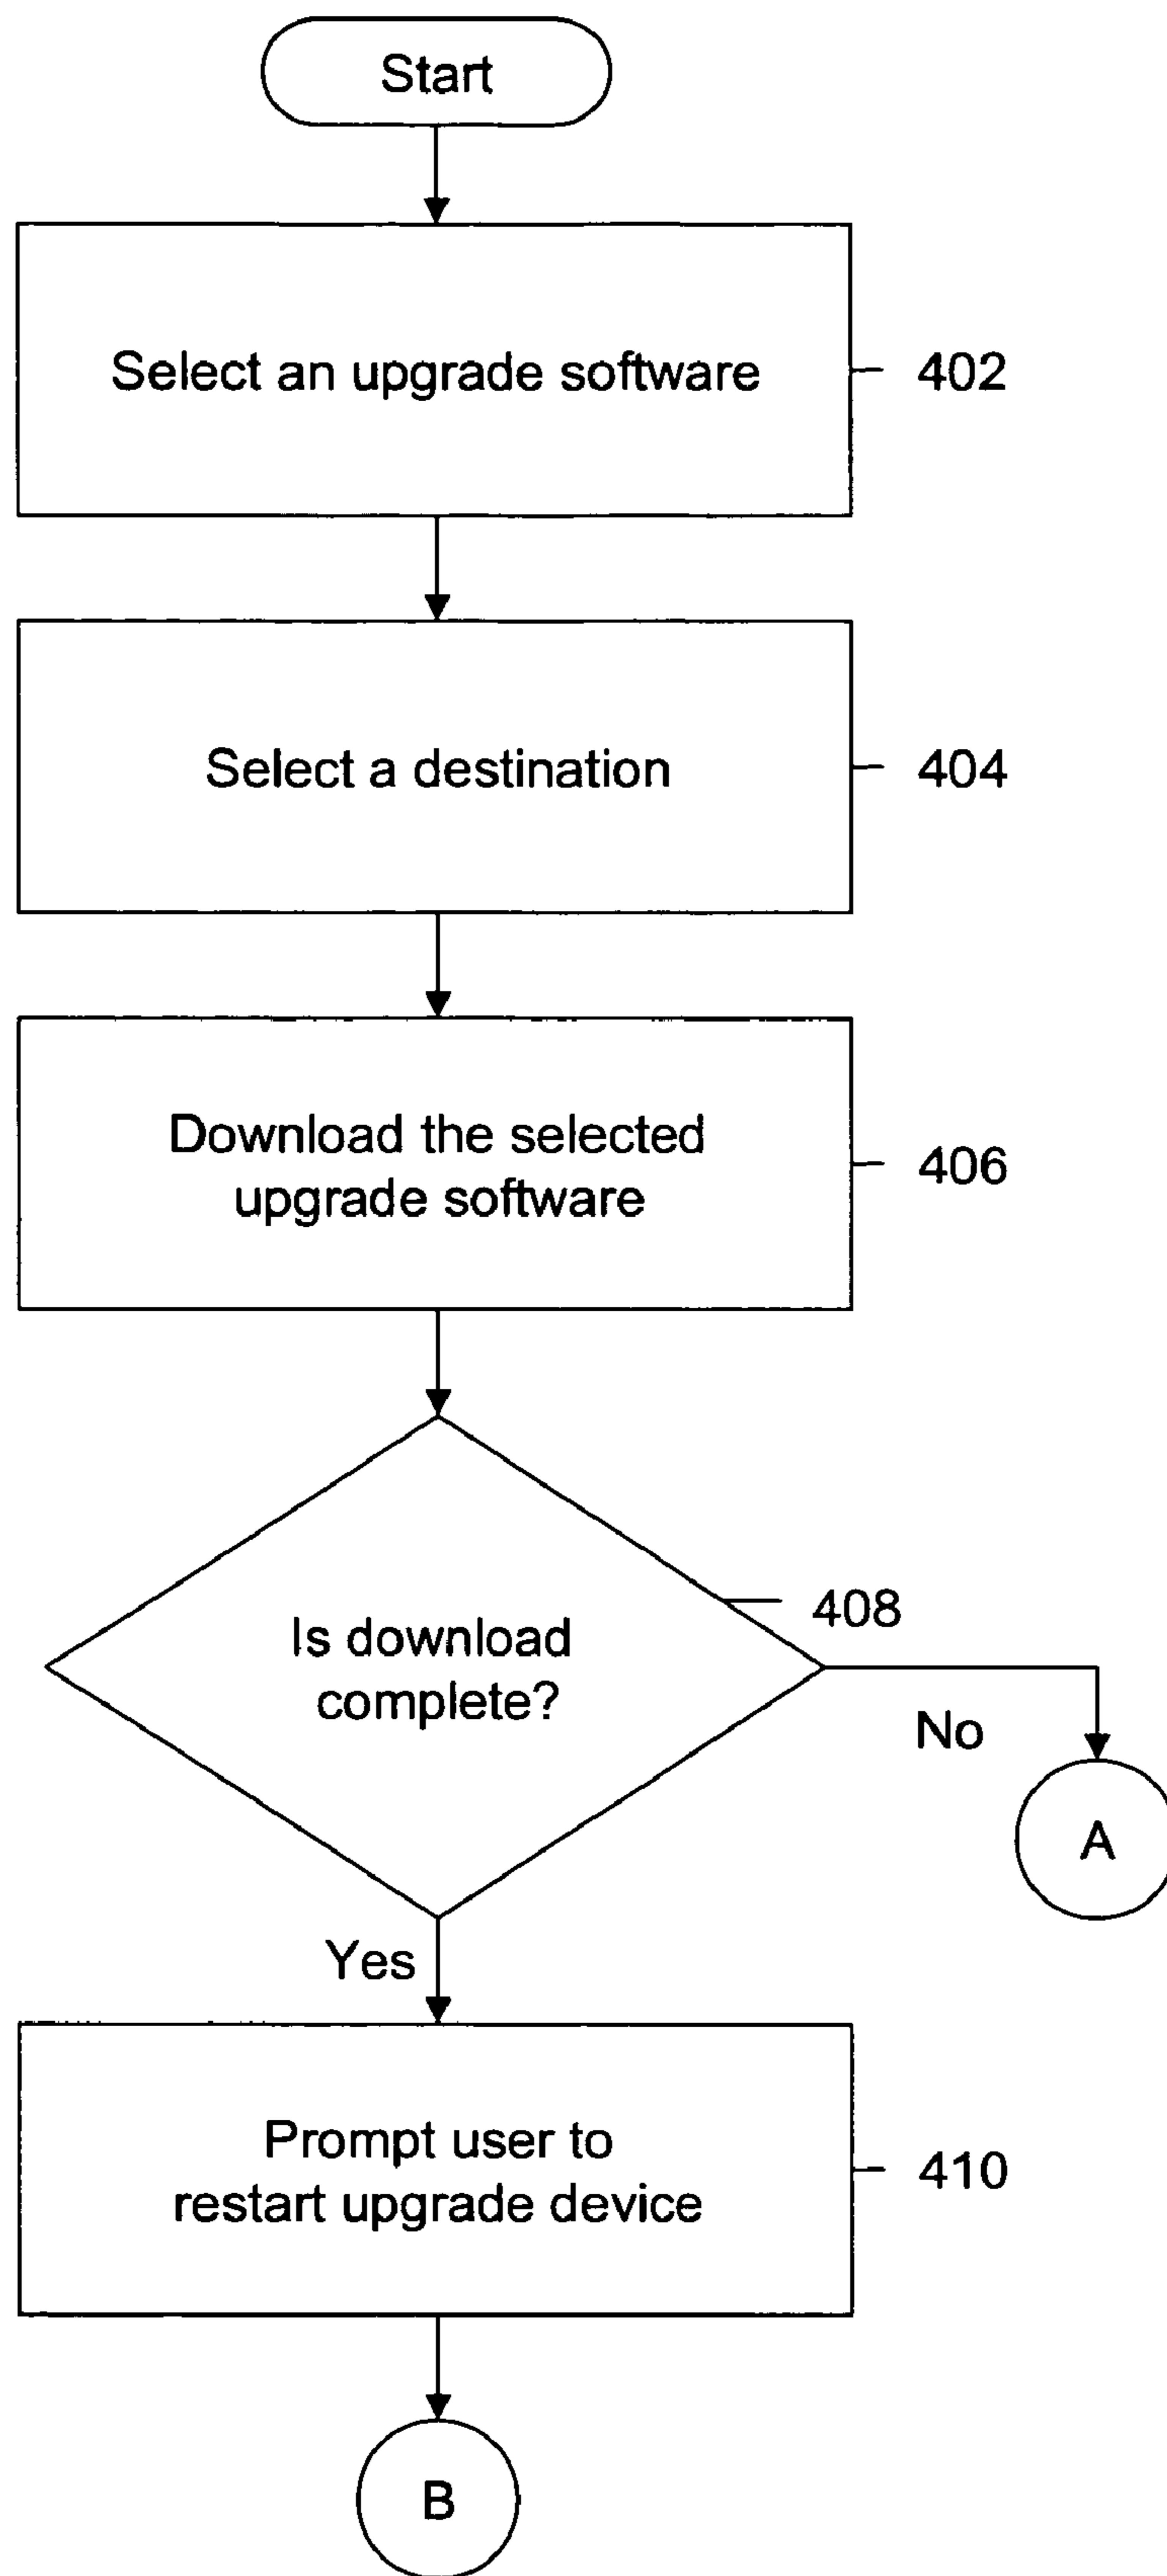 Start
Select an upgrade software
402
Select a destination
404
Download the selected
upgrade software
406
Is download
complete?
408
No
A
Yes
Prompt user to
restart upgrade device
410
B